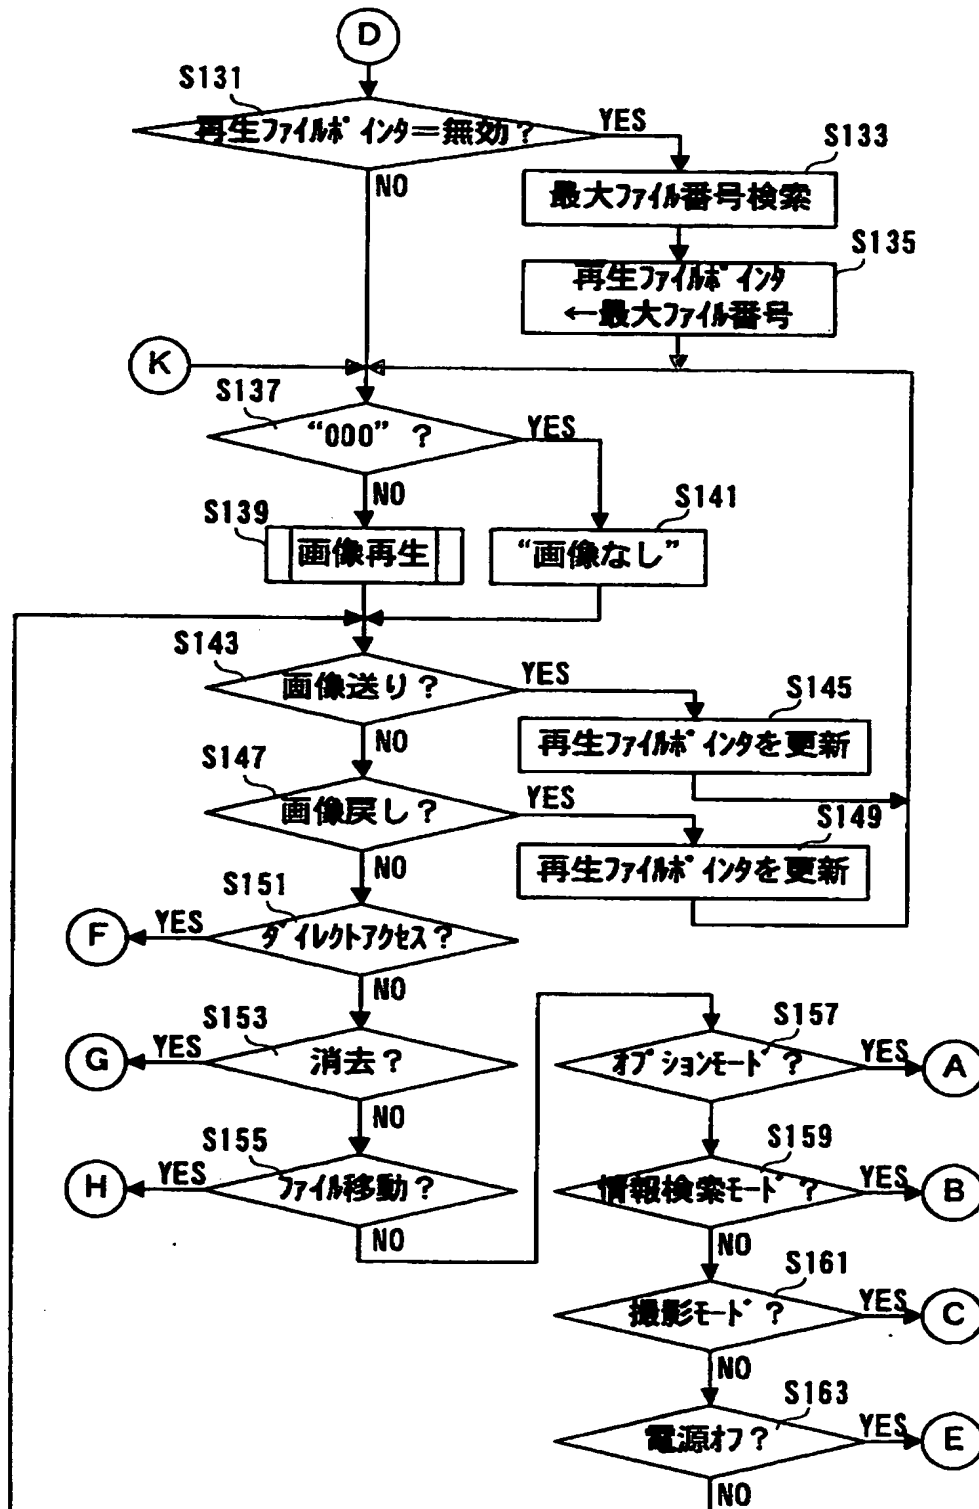 D
S131
再生ファイルポインタ＝無効？
YES
NO
S133
最大ファイル番号検索
S135
再生ファイルポインタ
←最大ファイル番号
K
S137
“000” ？
YES
NO
S139
画像再生
S141
“画像なし”
S143
画像送り？
YES
NO
S145
再生ファイルポインタを更新
S147
画像戻し？
YES
NO
S149
再生ファイルポインタを更新
S151
ダイレクトアクセス？
YES
F
NO
S153
消去？
YES
G
NO
S155
ファイル移動？
YES
H
NO
S157
オプションモード？
YES
A
S159
情報検索モード？
YES
B
NO
S161
撮影モード？
YES
C
NO
S163
電源オフ？
YES
E
NO